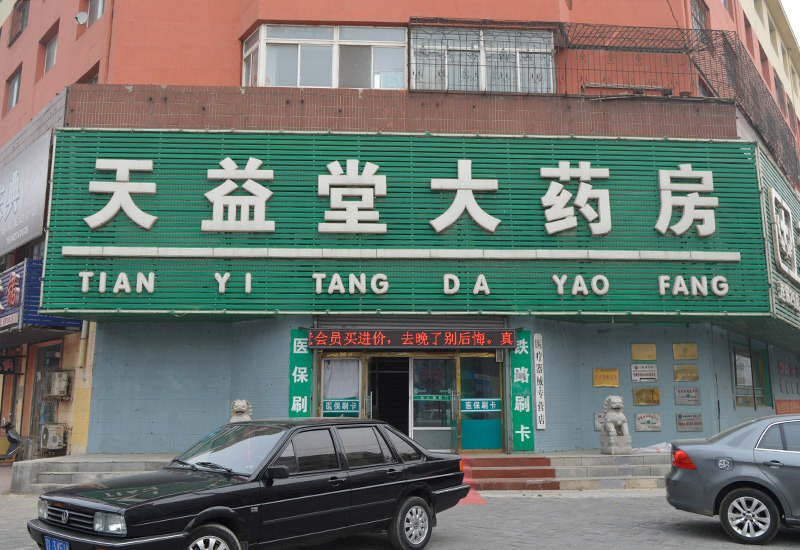 天益堂大药房
TIAN YI TANG DA YAO FANG
会员买进价，去晚了别后悔。真
医保刷
铁路刷卡
医疗器械专营店
医保刷卡
医保刷卡